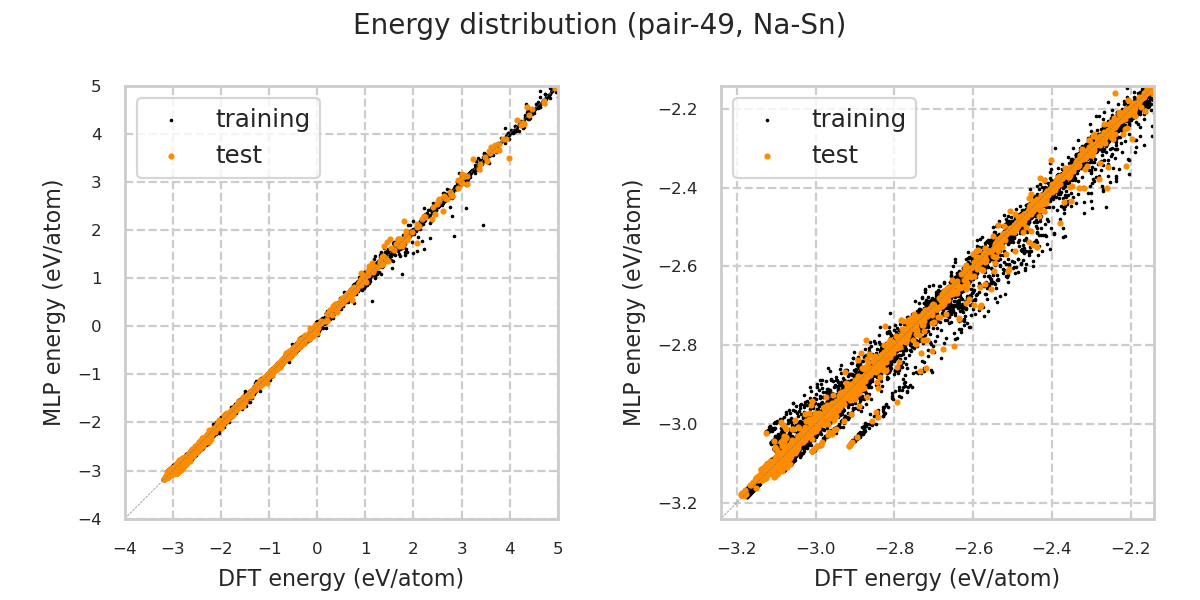 Energy distribution (pair-49, Na-Sn)
training
test
MLP energy (eV/atom)
5
4
3
2
1
0
−1
−2
−3
−4
−4 −3 −2 −1 0 1 2 3 4 5
DFT energy (eV/atom)
training
test
MLP energy (eV/atom)
−2.2
−2.4
−2.6
−2.8
−3.0
−3.2
−3.2 −3.0 −2.8 −2.6 −2.4 −2.2
DFT energy (eV/atom)